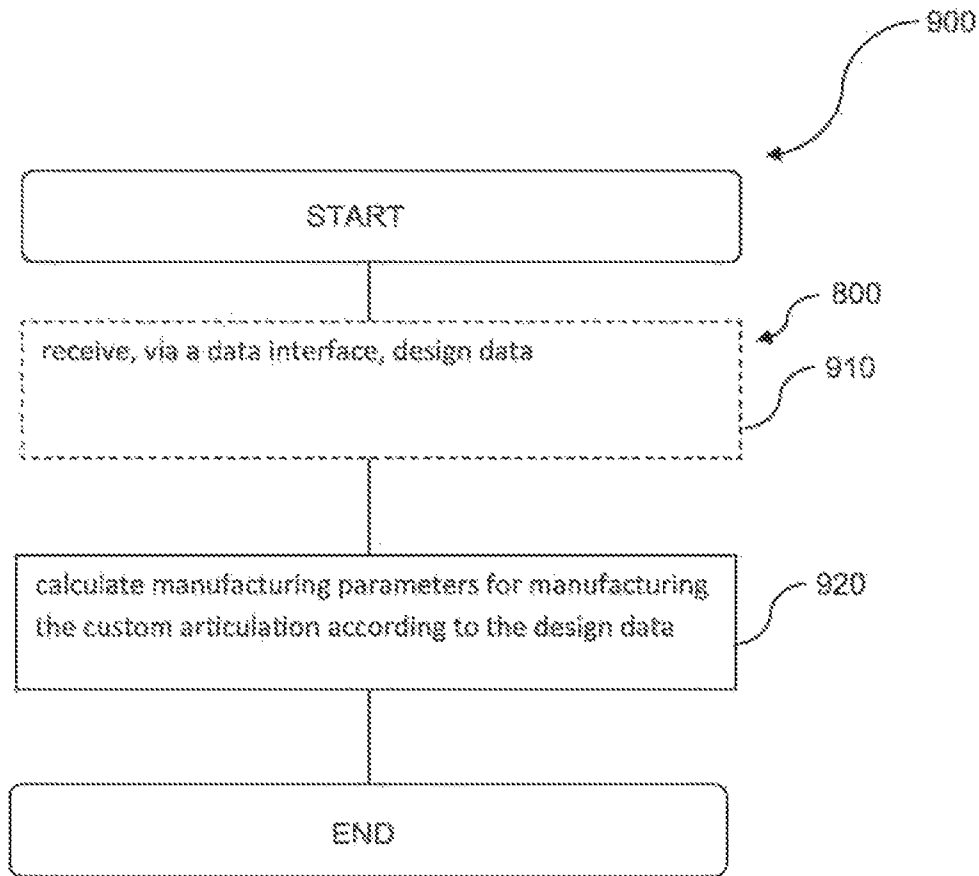 900
START
800
receive, via a data interface, design data
910
calculate manufacturing parameters for manufacturing
the custom articulation according to the design data
920
END